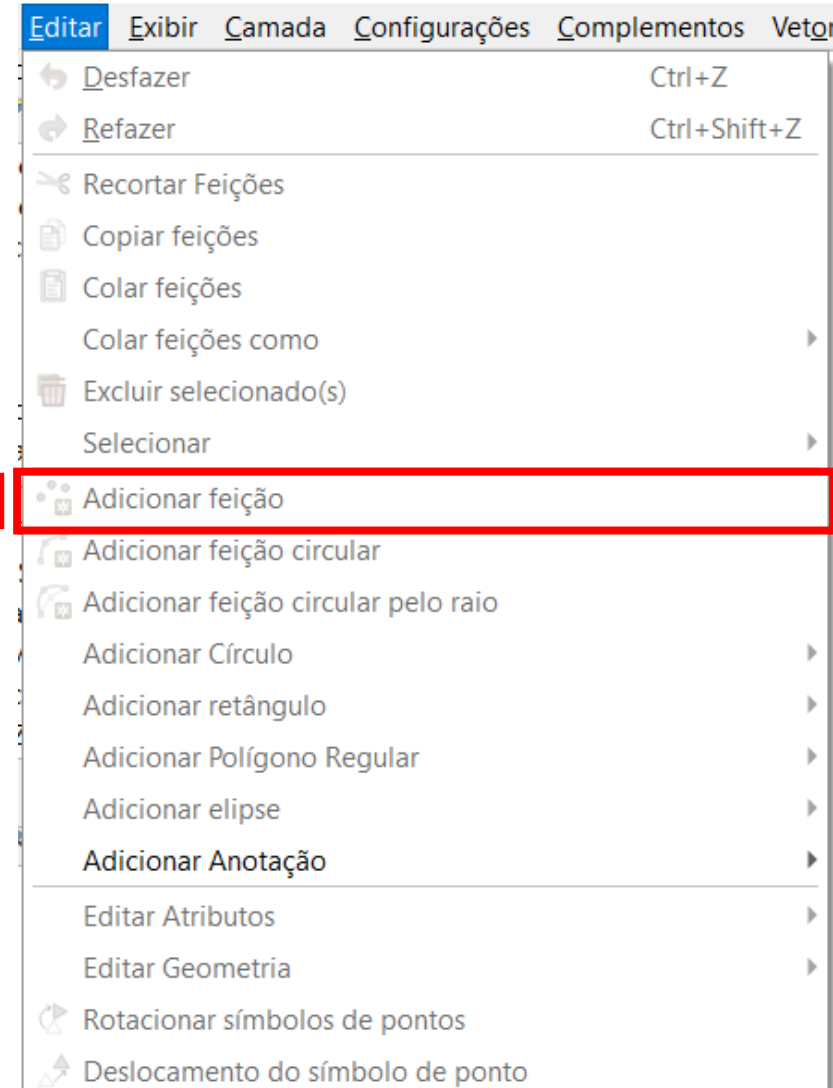 Editar Exibir Camada Configurações Complementos Vetor
Desfazer Ctrl+Z
Refazer Ctrl+Shift+Z
Recortar Feições
Copiar feições
Colar feições
Colar feições como
Excluir selecionado(s)
Selecionar
Adicionar feição
Adicionar feição circular
Adicionar feição circular pelo raio
Adicionar Círculo
Adicionar retângulo
Adicionar Polígono Regular
Adicionar elipse
Adicionar Anotação
Editar Atributos
Editar Geometria
Rotacionar símbolos de pontos
Deslocamento do símbolo de ponto